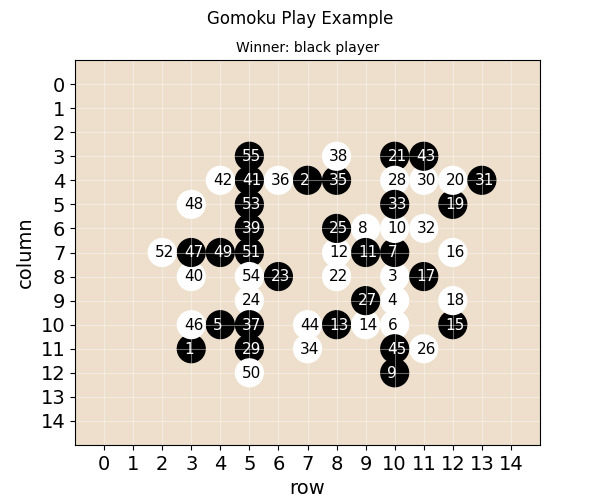 Gomoku Play Example
Winner: black player
0
1
2
3 55 38 21 43
4 42 41 36 2 35 28 30 20 31
5 48 53 33 19
6 39 25 8 10 32
7 52 47 49 51 12 11 7 16
8 40 54 23 22 3 17
9 24 27 4 18
10 46 5 37 44 13 14 6 15
11 1 29 34 45 26
12 50 9
13
14
column
0 1 2 3 4 5 6 7 8 9 10 11 12 13 14
row